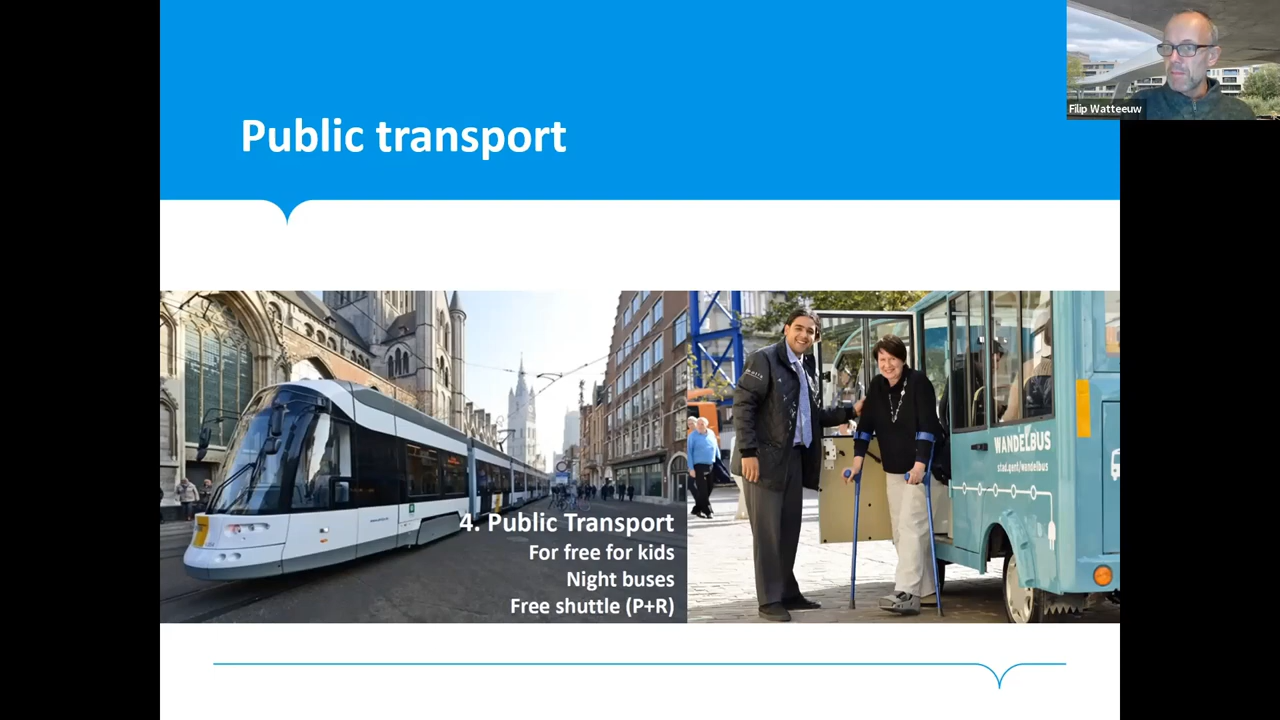 Public transport
Filip Watteeuw
4. Public Transport
For free for kids
Night buses
Free shuttle (P+R)
WANDELBUS
stad.gent/wandelbus